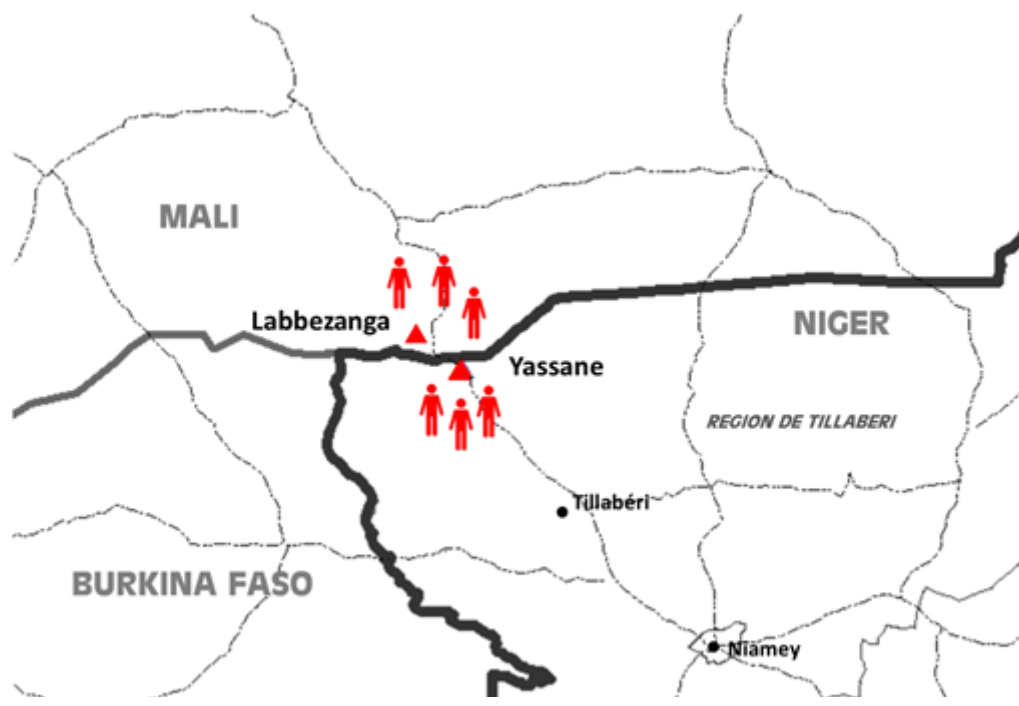 MALI
Labbezanga
NIGER
Yassane
REGION DE TILLABERI
Tillabéri
BURKINA FASO
Niamey